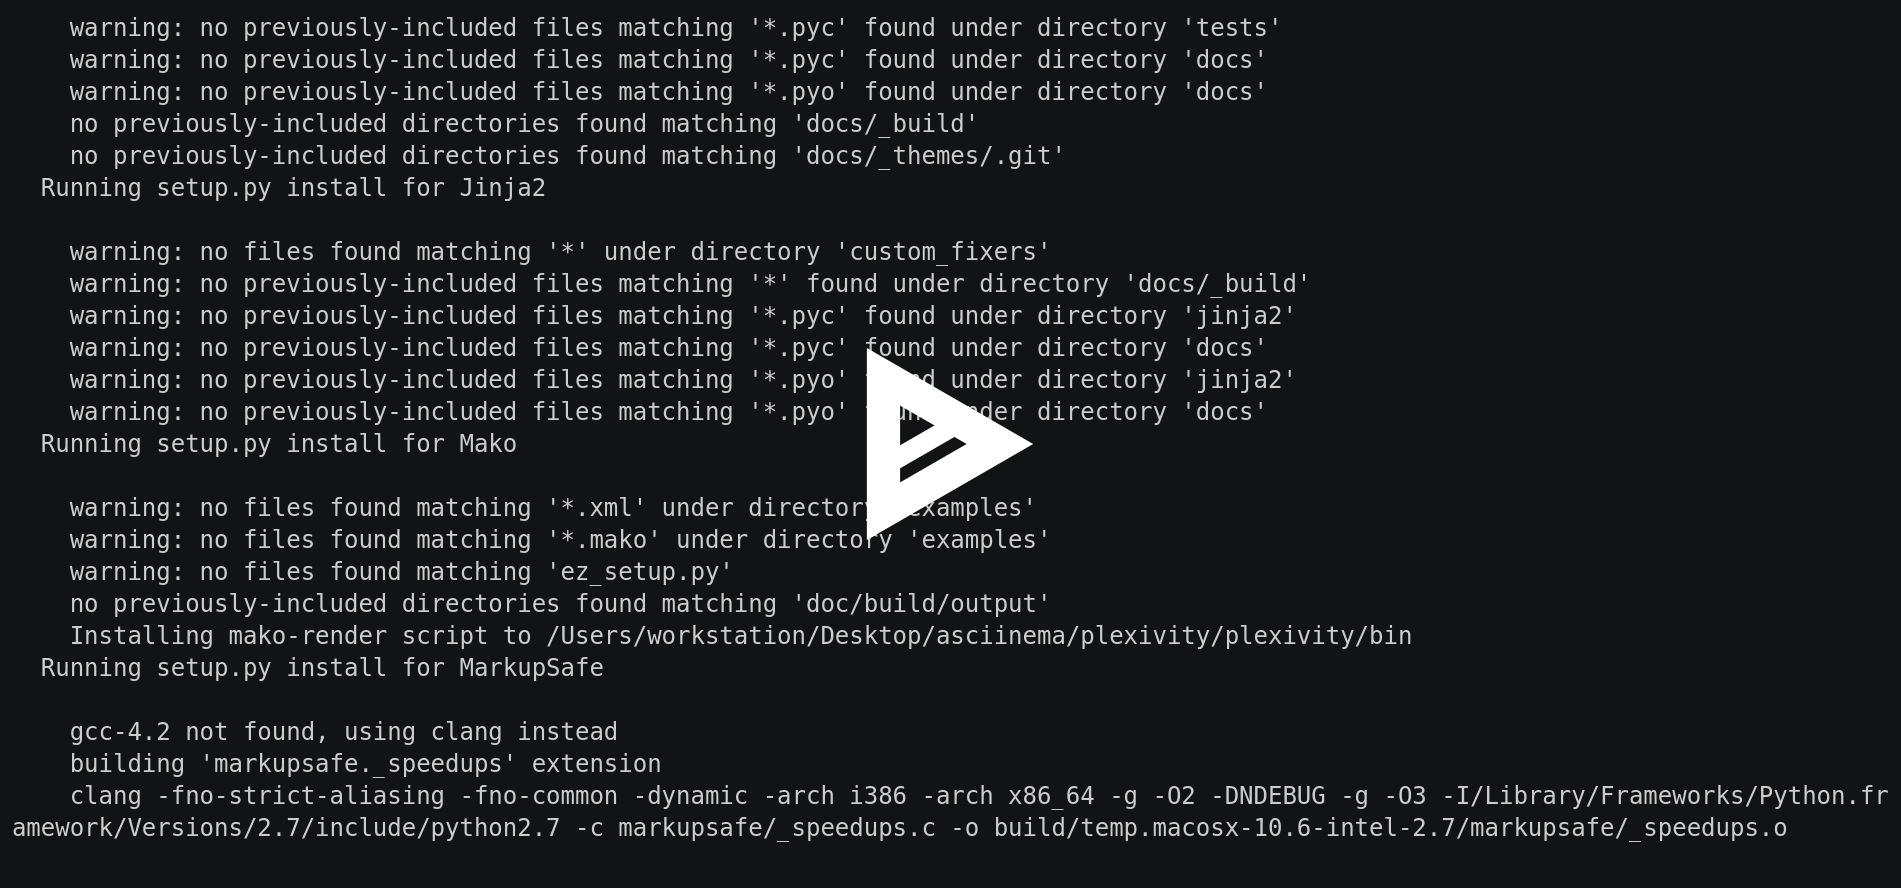 warning: no previously-included files matching '*.pyc' found under directory 'tests'
warning: no previously-included files matching '*.pyc' found under directory 'docs'
warning: no previously-included files matching '*.pyo' found under directory 'docs'
no previously-included directories found matching 'docs/_build'
no previously-included directories found matching 'docs/_themes/.git'
Running setup.py install for Jinja2
warning: no files found matching '*' under directory 'custom_fixers'
warning: no previously-included files matching '*' found under directory 'docs/_build'
warning: no previously-included files matching '*.pyc' found under directory 'jinja2'
warning: no previously-included files matching '*.pyc' found under directory 'docs'
warning: no previously-included files matching '*.pyo' found under directory 'jinja2'
warning: no previously-included files matching '*.pyo' found under directory 'docs'
Running setup.py install for Mako
warning: no files found matching '*.xml' under directory 'examples'
warning: no files found matching '*.mako' under directory 'examples'
warning: no files found matching 'ez_setup.py'
no previously-included directories found matching 'doc/build/output'
Installing mako-render script to /Users/workstation/Desktop/asciinema/plexivity/plexivity/bin
Running setup.py install for MarkupSafe
gcc-4.2 not found, using clang instead
building 'markupsafe._speedups' extension
clang -fno-strict-aliasing -fno-common -dynamic -arch i386 -arch x86_64 -g -O2 -DNDEBUG -g -O3 -I/Library/Frameworks/Python.fr
amework/Versions/2.7/include/python2.7 -c markupsafe/_speedups.c -o build/temp.macosx-10.6-intel-2.7/markupsafe/_speedups.o